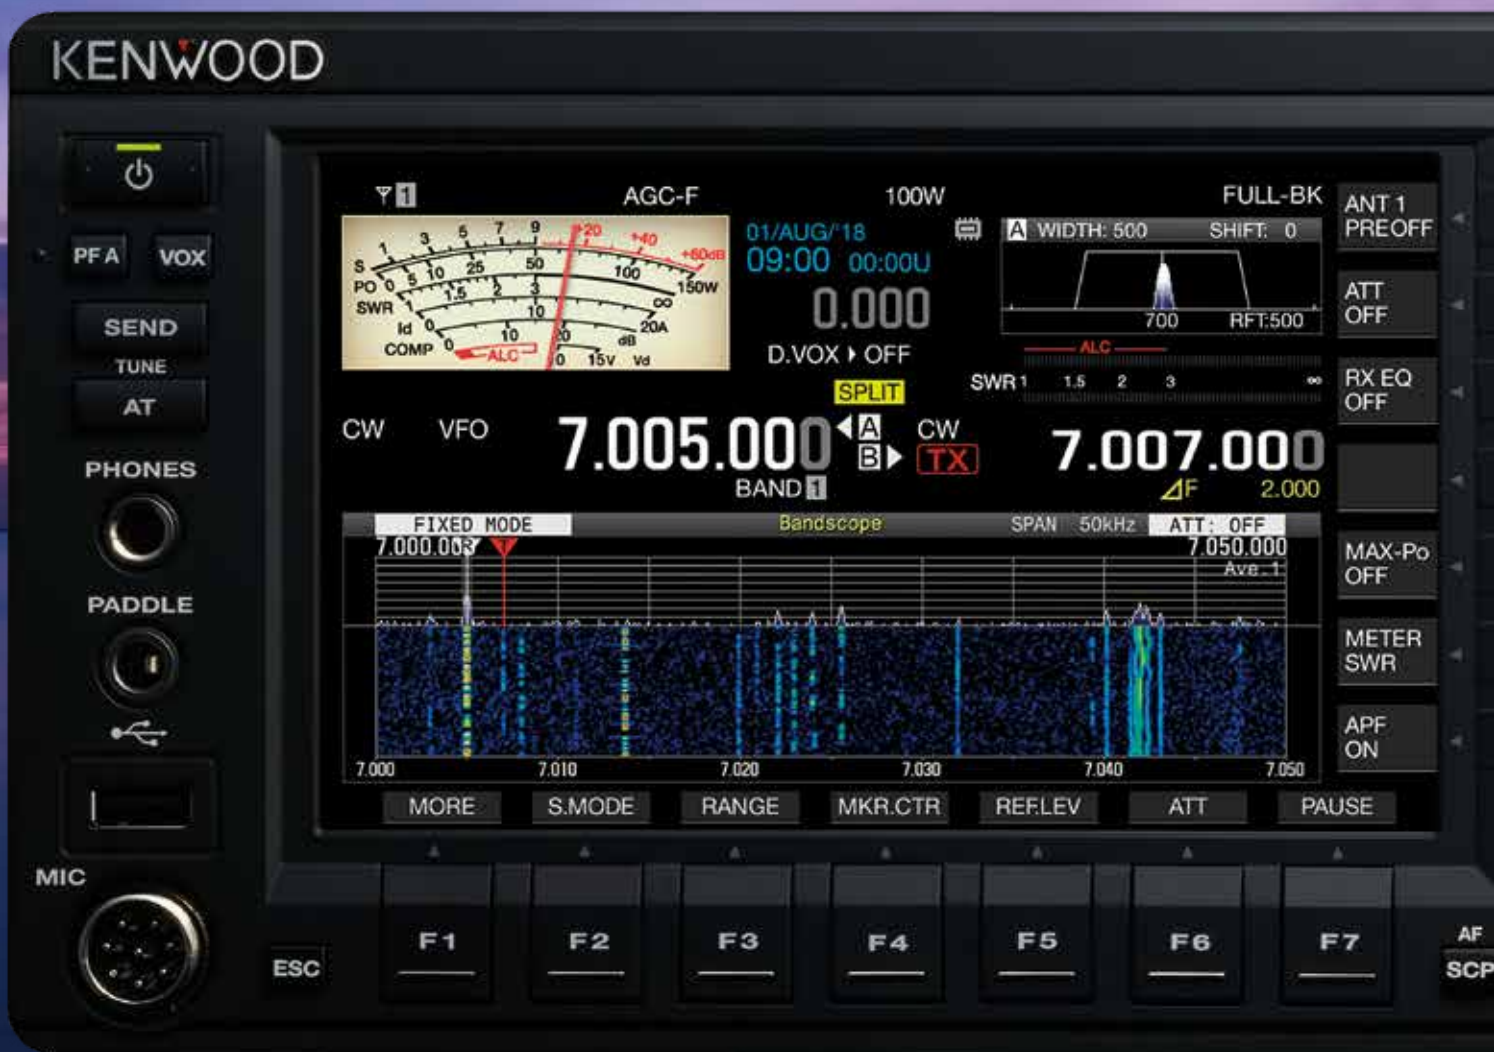 KENWOOD
PF A VOX
SEND
TUNE
AT
PHONES
PADDLE
MIC
ESC
1 AGC-F 100W FULL-BK
S 1 3 5 7 9 +20 +40 +60dB
PO 0 5 10 25 50 100 150W
SWR 1 1.5 2 3 ∞
Id 0 10 20A
COMP 0 10 20 dB
ALC 10 15V Vd
01/AUG/'18
09:00 00:00U
0.000
D.VOX OFF
SPLIT
A WIDTH: 500 SHIFT: 0
700 RFT:500
ALC
SWR 1 1.5 2 3 ∞
CW VFO 7.005.000 A B CW TX 7.007.000
BAND 1 ⊿F 2.000
FIXED MODE Bandscope SPAN 50kHz ATT: OFF
T 7.050.000
Ave.1
7.000 7.010 7.020 7.030 7.040 7.050
MORE S.MODE RANGE MKR.CTR REF.LEV ATT PAUSE
ANT 1
PREOFF
ATT
OFF
RX EQ
OFF
MAX-Po
OFF
METER
SWR
APF
ON
F1 F2 F3 F4 F5 F6 F7
AF
SCP